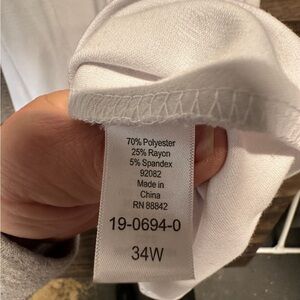 70% Polyester
25% Rayon
5% Spandex
92082
Made in
China
RN 88842
19-0694-0
34W